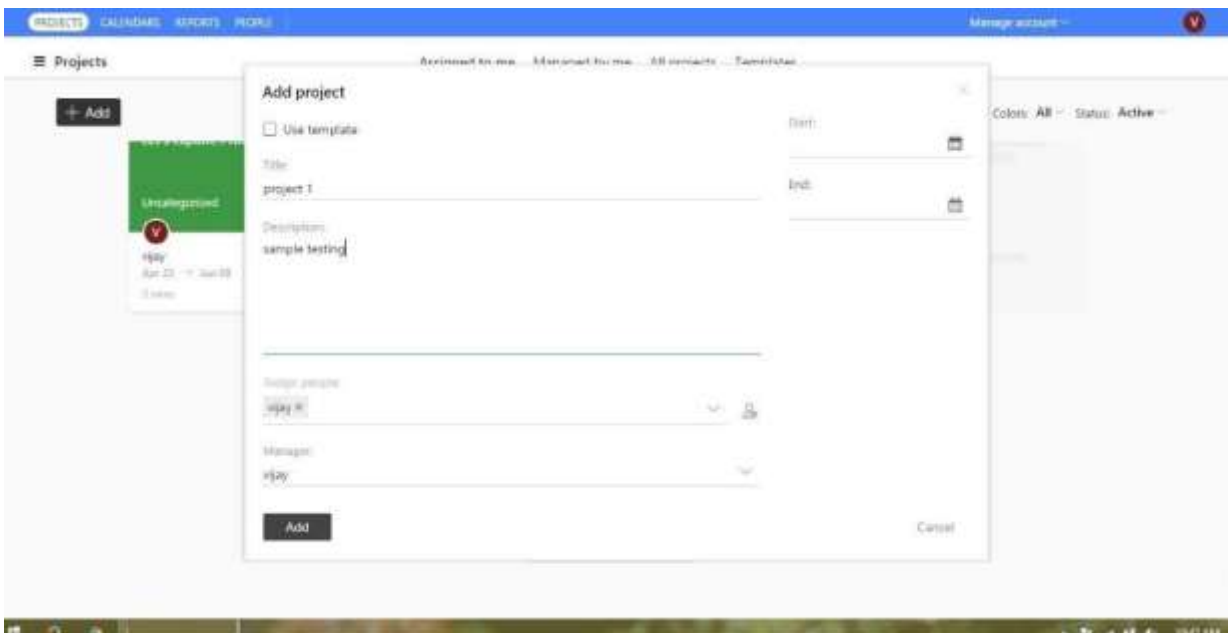 PROJECTS CALENDARS REPORTS PEOPLE
Manage account
V
Projects
Assigned to me Managed by me All projects Templates
Add
Colors: All Status: Active
Uncategorized
V
vijay
Add project
Use template
Title:
project 1
Description:
sample testing
Assign people:
vijay
Manager:
vijay
Start:
End:
Add
Cancel